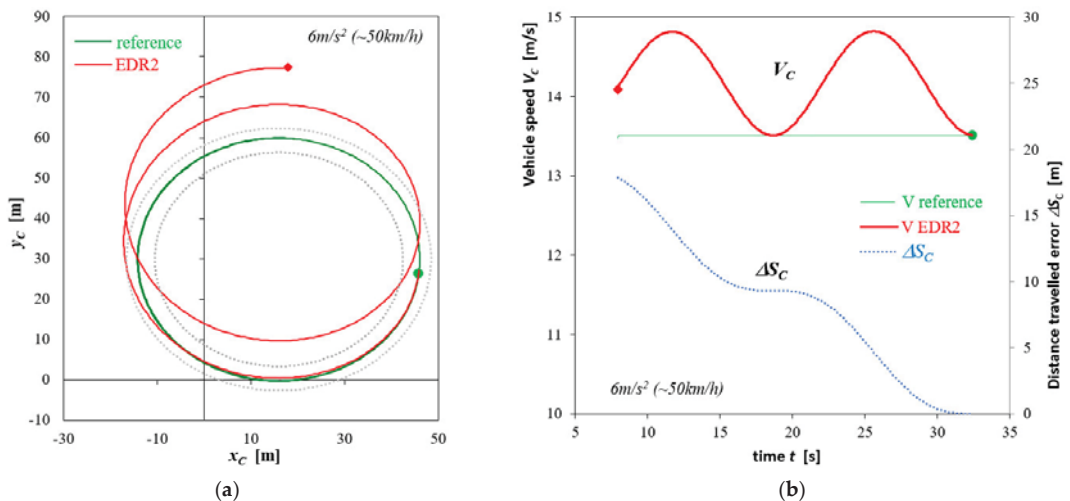 90
80
70
60
50
40
30
20
10
0
-10
-30
-10
10
30
50
y_C [m]
x_C [m]
reference
EDR2
6m/s² (~50km/h)
(a)
15
14
13
12
11
10
30
25
20
15
10
5
0
5
10
15
20
25
30
35
Vehicle speed V_C [m/s]
Distance travelled error ΔS_C [m]
time t [s]
V_C
ΔS_C
V reference
V EDR2
ΔS_C
6m/s² (~50km/h)
(b)